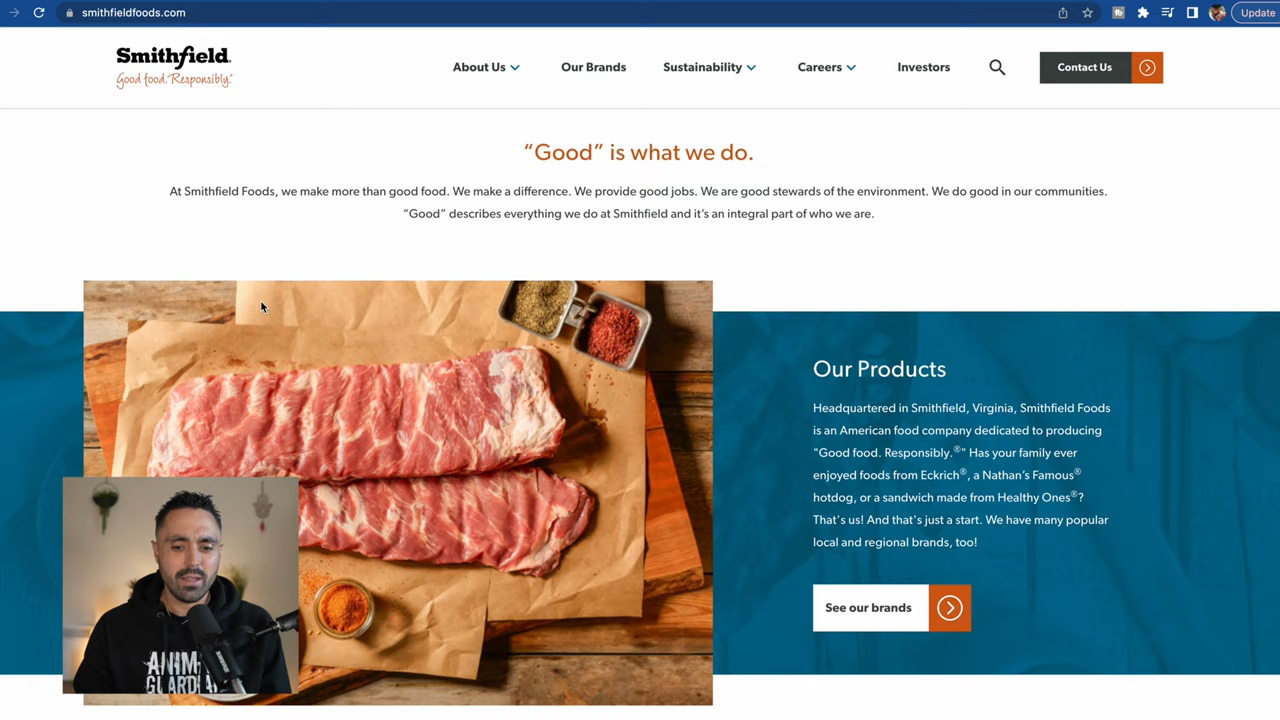 smithfieldfoods.com
Update
Smithfield.
Good food. Responsibly.®
About Us
Our Brands
Sustainability
Careers
Investors
Contact Us
“Good” is what we do.
At Smithfield Foods, we make more than good food. We make a difference. We provide good jobs. We are good stewards of the environment. We do good in our communities.
“Good” describes everything we do at Smithfield and it’s an integral part of who we are.
Our Products
Headquartered in Smithfield, Virginia, Smithfield Foods
is an American food company dedicated to producing
"Good food. Responsibly.®" Has your family ever
enjoyed foods from Eckrich®, a Nathan’s Famous®
hotdog, or a sandwich made from Healthy Ones®?
That's us! And that's just a start. We have many popular
local and regional brands, too!
See our brands